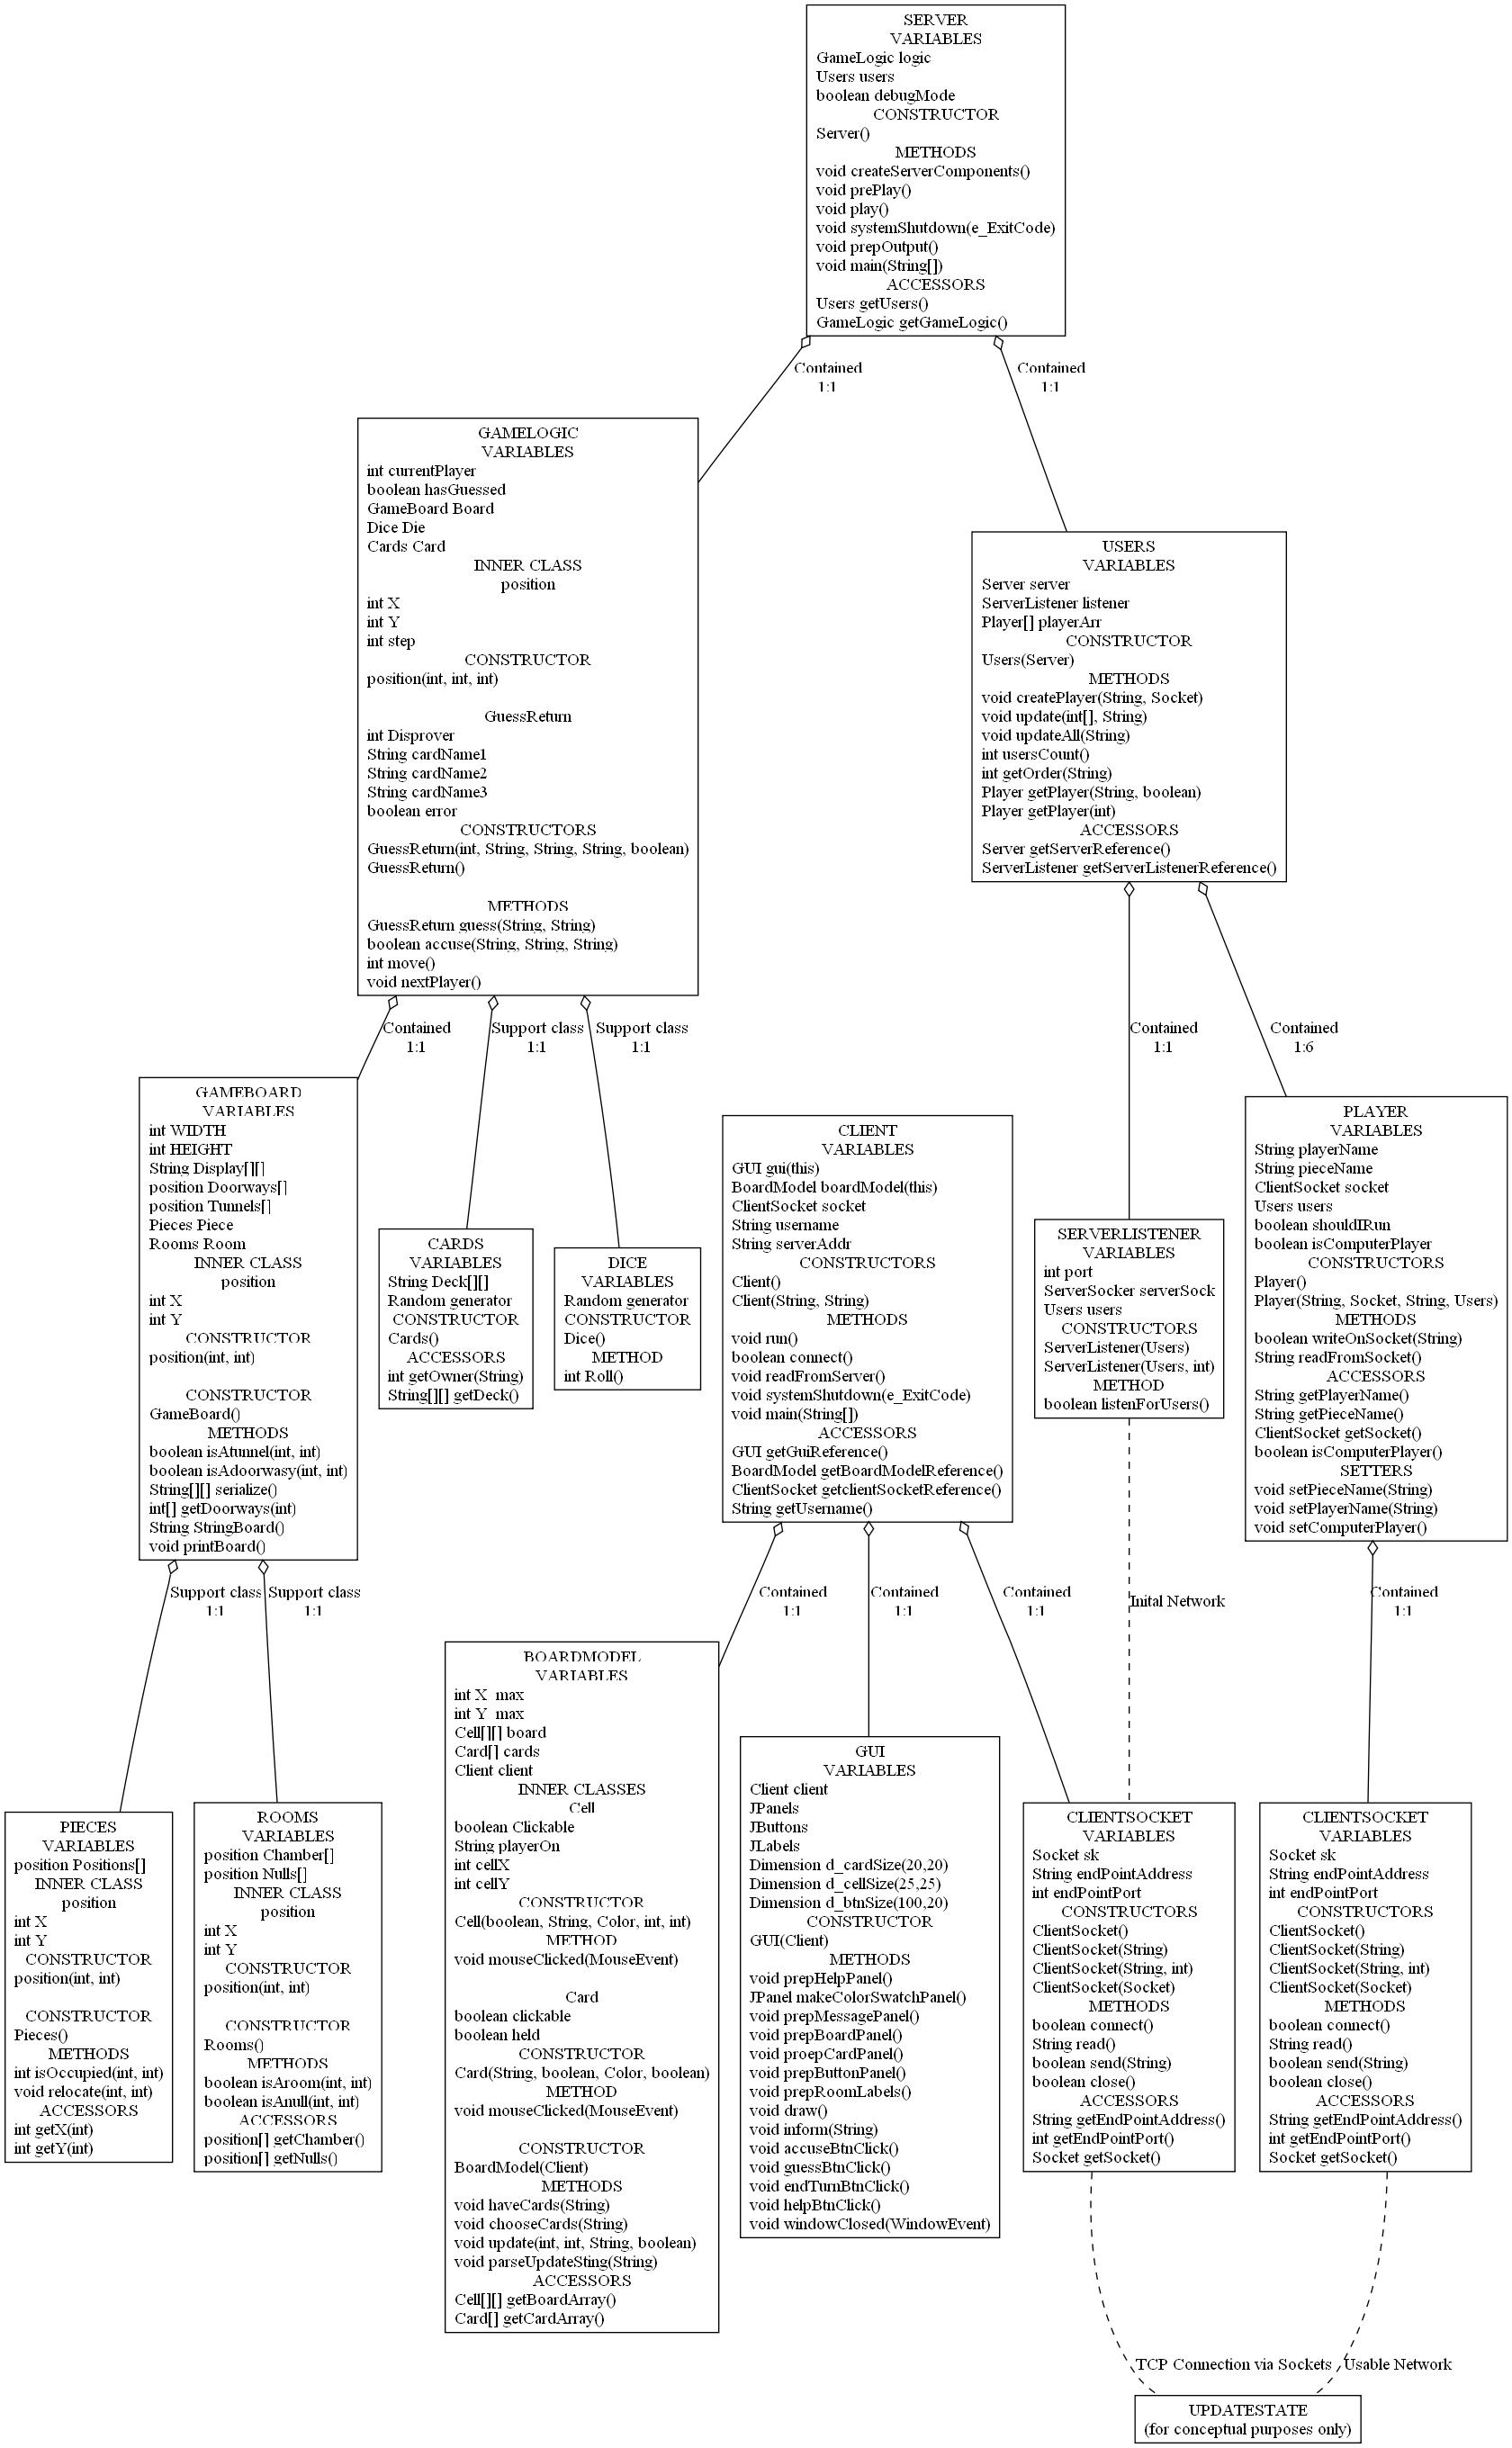 SERVER
VARIABLES
GameLogic logic
Users users
boolean debugMode
CONSTRUCTOR
Server()
METHODS
void createServerComponents()
void prePlay()
void play()
void systemShutdown(e_ExitCode)
void prepOutput()
void main(String[])
ACCESSORS
Users getUsers()
GameLogic getGameLogic()
Contained
1:1
Contained
1:1
GAMELOGIC
VARIABLES
int currentPlayer
boolean hasGuessed
GameBoard Board
Dice Die
Cards Card
INNER CLASS
position
int X
int Y
int step
CONSTRUCTOR
position(int, int, int)
GuessReturn
int Disprover
String cardName1
String cardName2
String cardName3
boolean error
CONSTRUCTORS
GuessReturn(int, String, String, String, boolean)
GuessReturn()
METHODS
GuessReturn guess(String, String)
boolean accuse(String, String, String)
int move()
void nextPlayer()
USERS
VARIABLES
Server server
ServerListener listener
Player[] playerArr
CONSTRUCTOR
Users(Server)
METHODS
void createPlayer(String, Socket)
void update(int[], String)
void updateAll(String)
int usersCount()
int getOrder(String)
Player getPlayer(String, boolean)
Player getPlayer(int)
ACCESSORS
Server getServerReference()
ServerListener getServerListenerReference()
Contained
1:1
Support class
1:1
Support class
1:1
Contained
1:1
Contained
1:6
GAMEBOARD
VARIABLES
int WIDTH
int HEIGHT
String Display[][]
position Doorways[]
position Tunnels[]
Pieces Piece
Rooms Room
INNER CLASS
position
int X
int Y
CONSTRUCTOR
position(int, int)
CONSTRUCTOR
GameBoard()
METHODS
boolean isAtunnel(int, int)
boolean isAdoorwasy(int, int)
String[][] serialize()
int[] getDoorways(int)
String StringBoard()
void printBoard()
CARDS
VARIABLES
String Deck[][]
Random generator
CONSTRUCTOR
Cards()
ACCESSORS
int getOwner(String)
String[][] getDeck()
DICE
VARIABLES
Random generator
CONSTRUCTOR
Dice()
METHOD
int Roll()
CLIENT
VARIABLES
GUI gui(this)
BoardModel boardModel(this)
ClientSocket socket
String username
String serverAddr
CONSTRUCTORS
Client()
Client(String, String)
METHODS
void run()
boolean connect()
void readFromServer()
void systemShutdown(e_ExitCode)
void main(String[])
ACCESSORS
GUI getGuiReference()
BoardModel getBoardModelReference()
ClientSocket getclientSocketReference()
String getUsername()
SERVERLISTENER
VARIABLES
int port
ServerSocker serverSock
Users users
CONSTRUCTORS
ServerListener(Users)
ServerListener(Users, int)
METHOD
boolean listenForUsers()
PLAYER
VARIABLES
String playerName
String pieceName
ClientSocket socket
Users users
boolean shouldIRun
boolean isComputerPlayer
CONSTRUCTORS
Player()
Player(String, Socket, String, Users)
METHODS
boolean writeOnSocket(String)
String readFromSocket()
ACCESSORS
String getPlayerName()
String getPieceName()
ClientSocket getSocket()
boolean isComputerPlayer()
SETTERS
void setPieceName(String)
void setPlayerName(String)
void setComputerPlayer()
Support class
1:1
Support class
1:1
Contained
1:1
Contained
1:1
Contained
1:1
Inital Network
Contained
1:1
PIECES
VARIABLES
position Positions[]
INNER CLASS
position
int X
int Y
CONSTRUCTOR
position(int, int)
CONSTRUCTOR
Pieces()
METHODS
int isOccupied(int, int)
void relocate(int, int)
ACCESSORS
int getX(int)
int getY(int)
ROOMS
VARIABLES
position Chamber[]
position Nulls[]
INNER CLASS
position
int X
int Y
CONSTRUCTOR
position(int, int)
CONSTRUCTOR
Rooms()
METHODS
boolean isAroom(int, int)
boolean isAnull(int, int)
ACCESSORS
position[] getChamber()
position[] getNulls()
BOARDMODEL
VARIABLES
int X max
int Y max
Cell[][] board
Card[] cards
Client client
INNER CLASSES
Cell
boolean Clickable
String playerOn
int cellX
int cellY
CONSTRUCTOR
Cell(boolean, String, Color, int, int)
METHOD
void mouseClicked(MouseEvent)
Card
boolean clickable
boolean held
CONSTRUCTOR
Card(String, boolean, Color, boolean)
METHOD
void mouseClicked(MouseEvent)
CONSTRUCTOR
BoardModel(Client)
METHODS
void haveCards(String)
void chooseCards(String)
void update(int, int, String, boolean)
void parseUpdateSting(String)
ACCESSORS
Cell[][] getBoardArray()
Card[] getCardArray()
GUI
VARIABLES
Client client
JPanels
JButtons
JLabels
Dimension d_cardSize(20,20)
Dimension d_cellSize(25,25)
Dimension d_btnSize(100,20)
CONSTRUCTOR
GUI(Client)
METHODS
void prepHelpPanel()
JPanel makeColorSwatchPanel()
void prepMessagePanel()
void prepBoardPanel()
void proepCardPanel()
void prepButtonPanel()
void prepRoomLabels()
void draw()
void inform(String)
void accuseBtnClick()
void guessBtnClick()
void endTurnBtnClick()
void helpBtnClick()
void windowClosed(WindowEvent)
CLIENTSOCKET
VARIABLES
Socket sk
String endPointAddress
int endPointPort
CONSTRUCTORS
ClientSocket()
ClientSocket(String)
ClientSocket(String, int)
ClientSocket(Socket)
METHODS
boolean connect()
String read()
boolean send(String)
boolean close()
ACCESSORS
String getEndPointAddress()
int getEndPointPort()
Socket getSocket()
CLIENTSOCKET
VARIABLES
Socket sk
String endPointAddress
int endPointPort
CONSTRUCTORS
ClientSocket()
ClientSocket(String)
ClientSocket(String, int)
ClientSocket(Socket)
METHODS
boolean connect()
String read()
boolean send(String)
boolean close()
ACCESSORS
String getEndPointAddress()
int getEndPointPort()
Socket getSocket()
TCP Connection via Sockets
Usable Network
UPDATESTATE
(for conceptual purposes only)